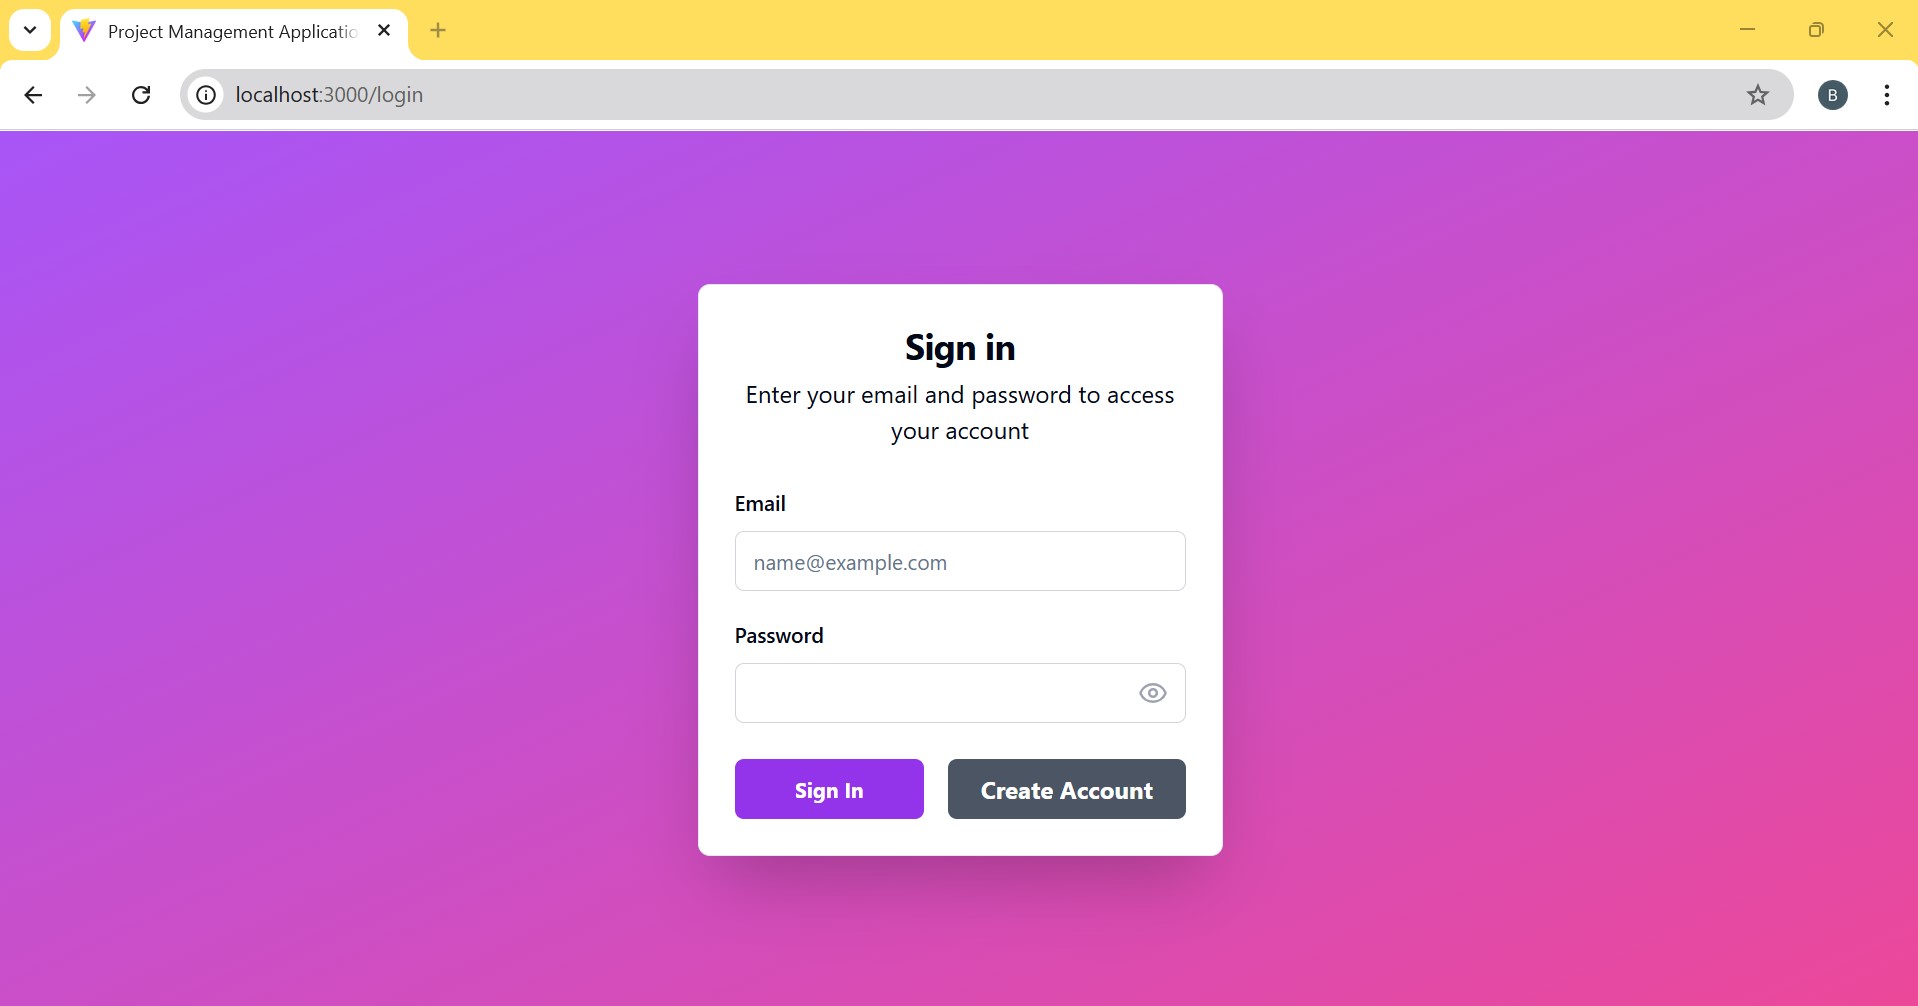 Project Management Applicatio
localhost:3000/login
B
Sign in
Enter your email and password to access
your account
Email
name@example.com
Password
Sign In
Create Account